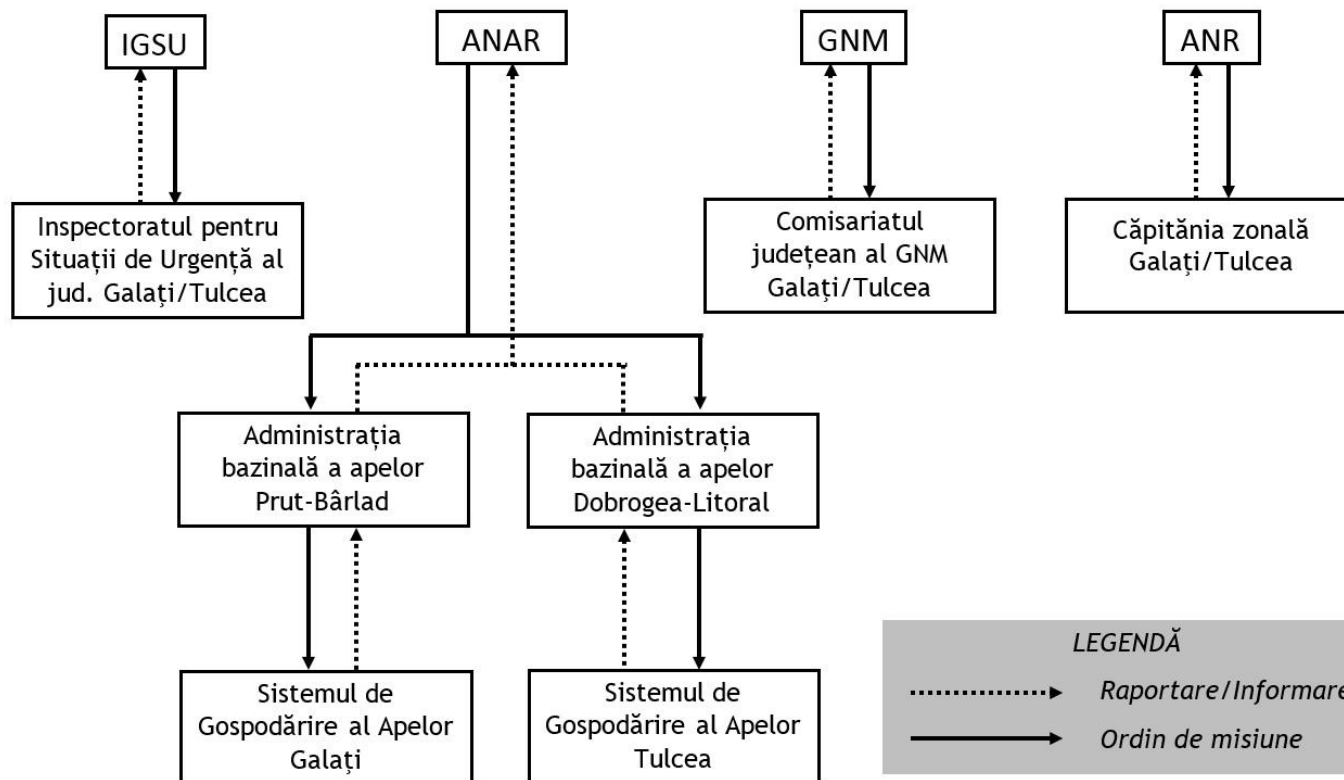 IGSU
ANAR
GNM
ANR
Inspectoratul pentru
Situații de Urgență al
jud. Galaţi/Tulcea
Comisariatul
județean al GNM
Galaţi/Tulcea
Căpitănia zonală
Galați/Tulcea
Administrația
bazinală a apelor
Prut-Bârlad
Administrația
bazinală a apelor
Dobrogea-Litoral
Sistemul de
Gospodărire al Apelor
Galați
Sistemul de
Gospodărire al Apelor
Tulcea
LEGENDĂ
Raportare/Informare
Ordin de misiune